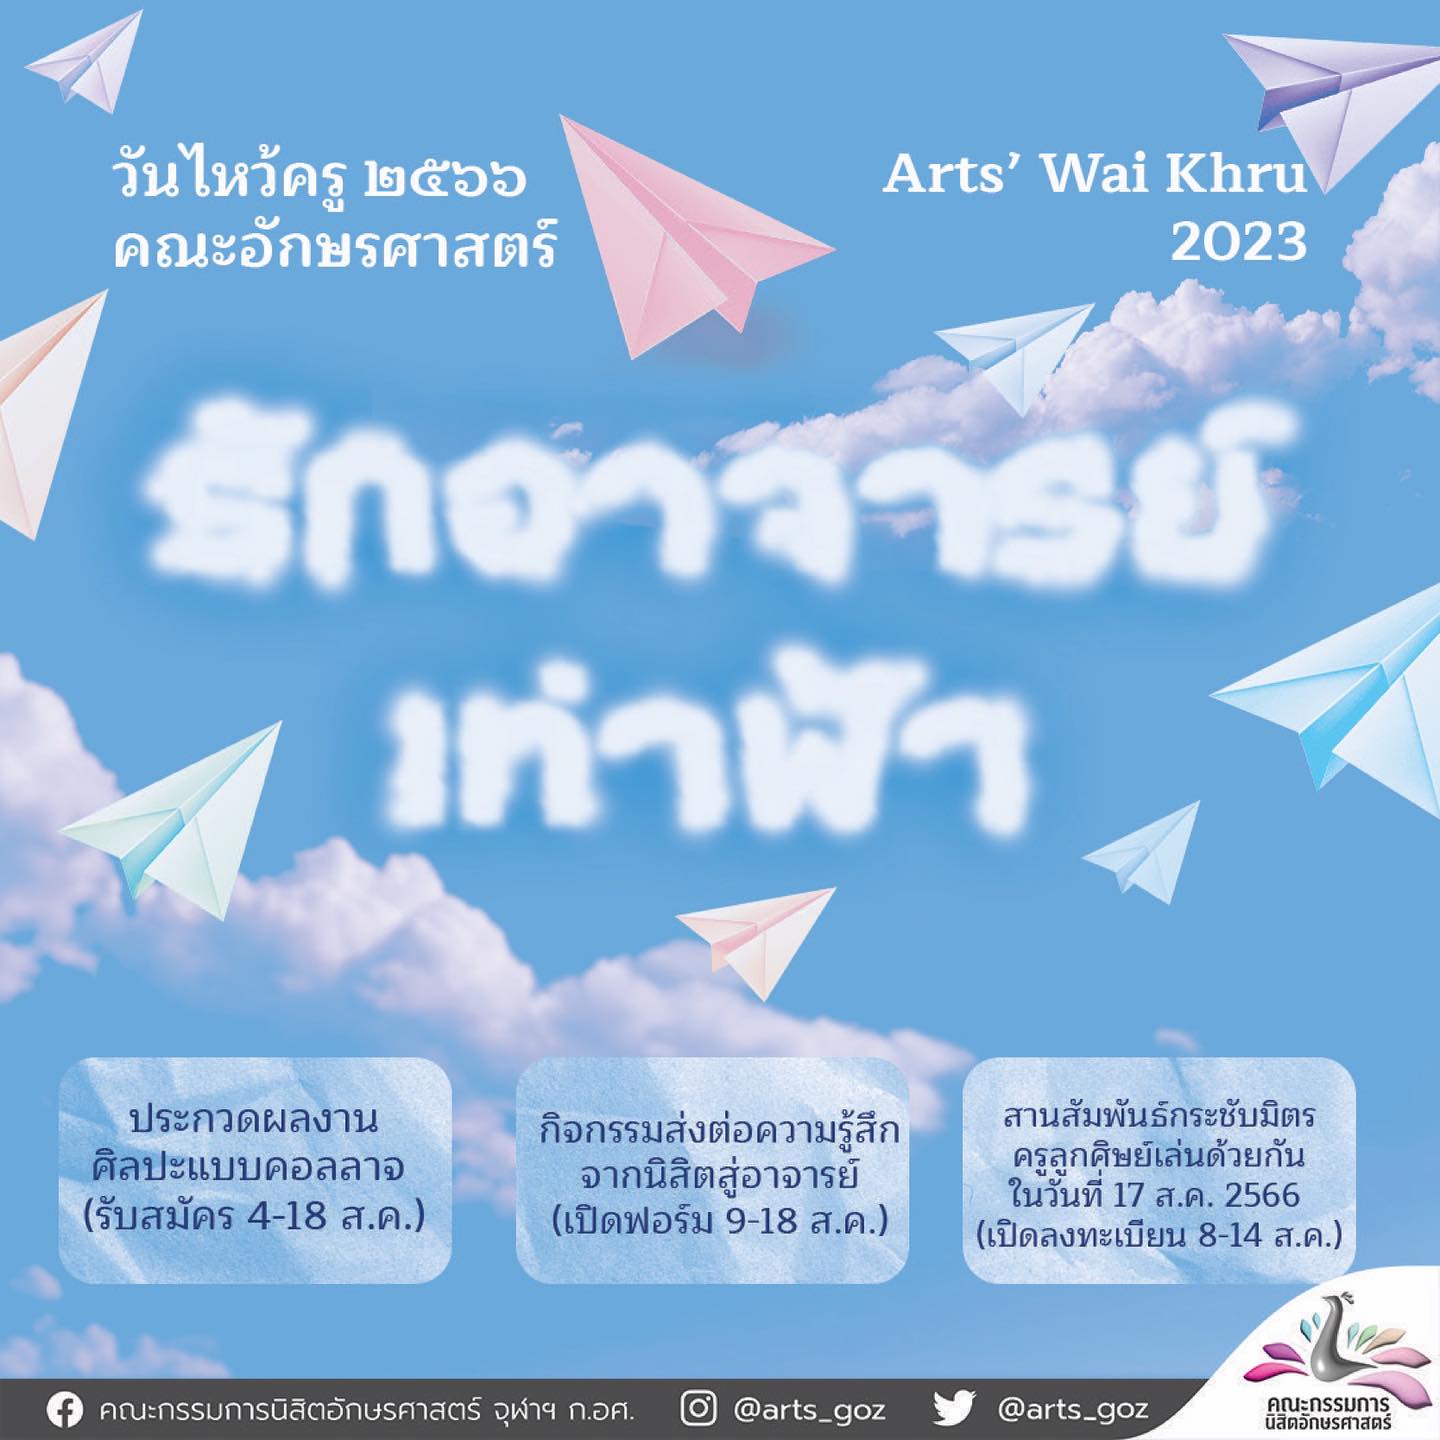 วันไหว้ครู ๒๕๖๖
คณะอักษรศาสตร์
Arts’ Wai Khru
2023
รักอาจารย์
เท่าฟ้า
ประกวดผลงาน
ศิลปะแบบคอลลาจ
(รับสมัคร 4-18 ส.ค.)
กิจกรรมส่งต่อความรู้สึก
จากนิสิตสู่อาจารย์
(เปิดฟอร์ม 9-18 ส.ค.)
สานสัมพันธ์กระชับมิตร
ครูลูกศิษย์เล่นด้วยกัน
ในวันที่ 17 ส.ค. 2566
(เปิดลงทะเบียน 8-14 ส.ค.)
คณะกรรมการนิสิตอักษรศาสตร์ จุฬาฯ ก.อศ.
@arts_goz
@arts_goz
คณะกรรมการ
นิสิตอักษรศาสตร์